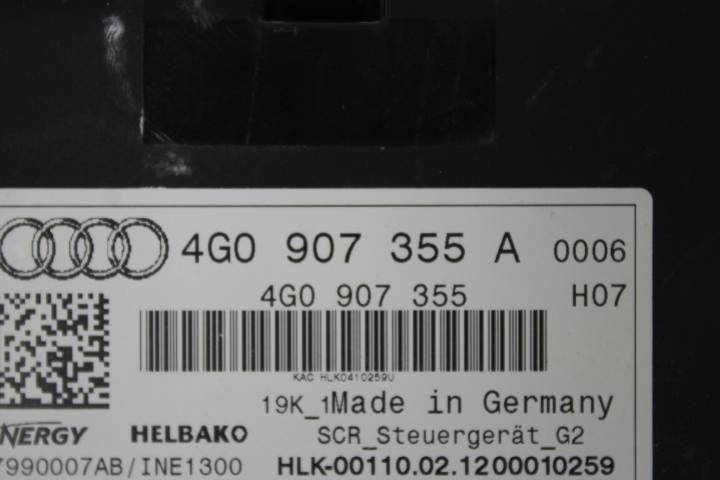 4G0 907 355 A 0006
4G0 907 355 H07
KAC HLK0410259U
19K_1Made in Germany
NERGY HELBAKO SCR_Steuergerät_G2
7990007AB/INE1300 HLK-00110.02.1200010259